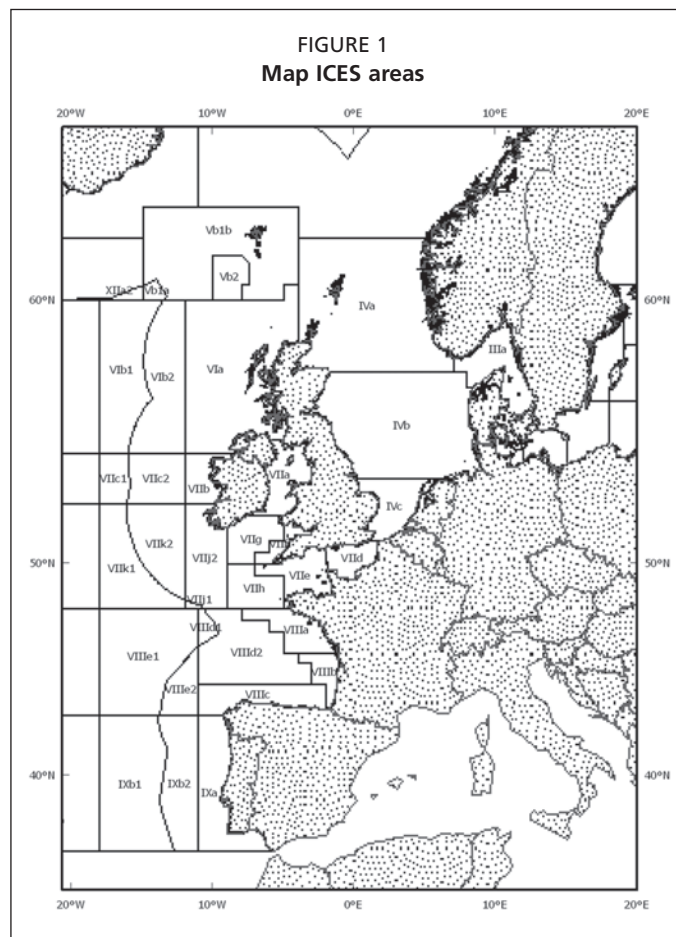 FIGURE 1
Map ICES areas
20°W 10°W 0°E 10°E 20°E
Vb1b
Vb2
XIIa2 Vb1a
60°N 60°N
IVa
IIIa
VIb1 VIb2 VIa
IVb
VIIa
VIIc1 VIIc2 VIIb
IVc
VIIg
VIIk2 VIIj2 VIId
50°N 50°N
VIIk1 VIIh VIIe
VIIj1
VIIId1 VIIIa
VIIIe1 VIIId2
VIIIb
VIIIe2 VIIIc
40°N 40°N
IXb1 IXb2 IXa
20°W 10°W 0°E 10°E 20°E